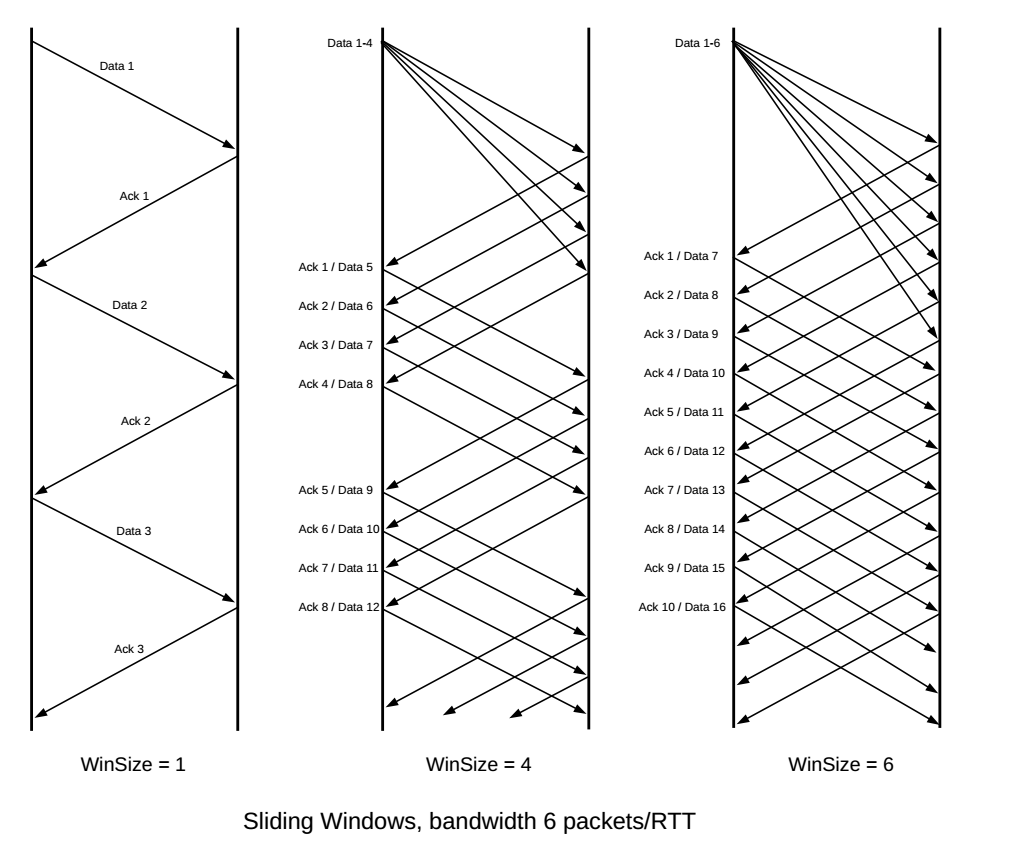 Data 1
Ack 1
Data 2
Ack 2
Data 3
Ack 3
WinSize = 1
Data 1-4
Ack 1 / Data 5
Ack 2 / Data 6
Ack 3 / Data 7
Ack 4 / Data 8
Ack 5 / Data 9
Ack 6 / Data 10
Ack 7 / Data 11
Ack 8 / Data 12
WinSize = 4
Data 1-6
Ack 1 / Data 7
Ack 2 / Data 8
Ack 3 / Data 9
Ack 4 / Data 10
Ack 5 / Data 11
Ack 6 / Data 12
Ack 7 / Data 13
Ack 8 / Data 14
Ack 9 / Data 15
Ack 10 / Data 16
WinSize = 6
Sliding Windows, bandwidth 6 packets/RTT